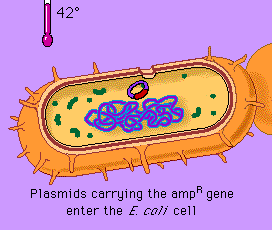 42°
Plasmids carrying the ampR gene
enter the E. coli cell